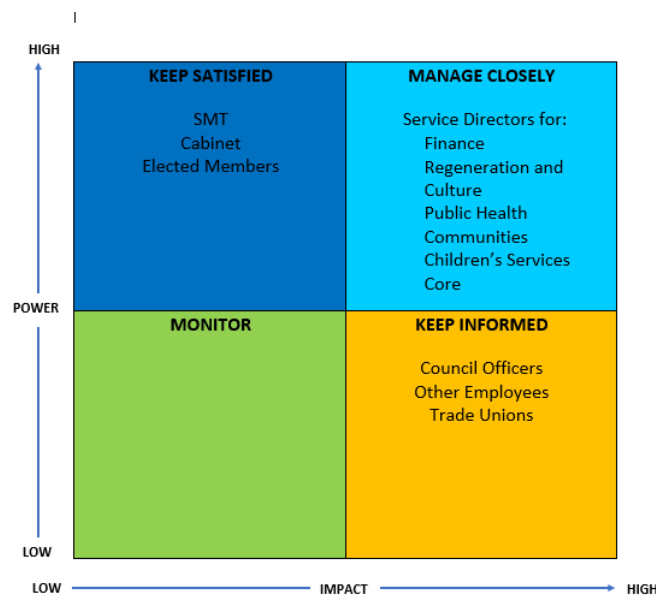 HIGH
KEEP SATISFIED
SMT
Cabinet
Elected Members
MANAGE CLOSELY
Service Directors for:
Finance
Regeneration and
Culture
Public Health
Communities
Children's Services
Core
POWER
MONITOR
KEEP INFORMED
Council Officers
Other Employees
Trade Unions
LOW
LOW
IMPACT
HIGH